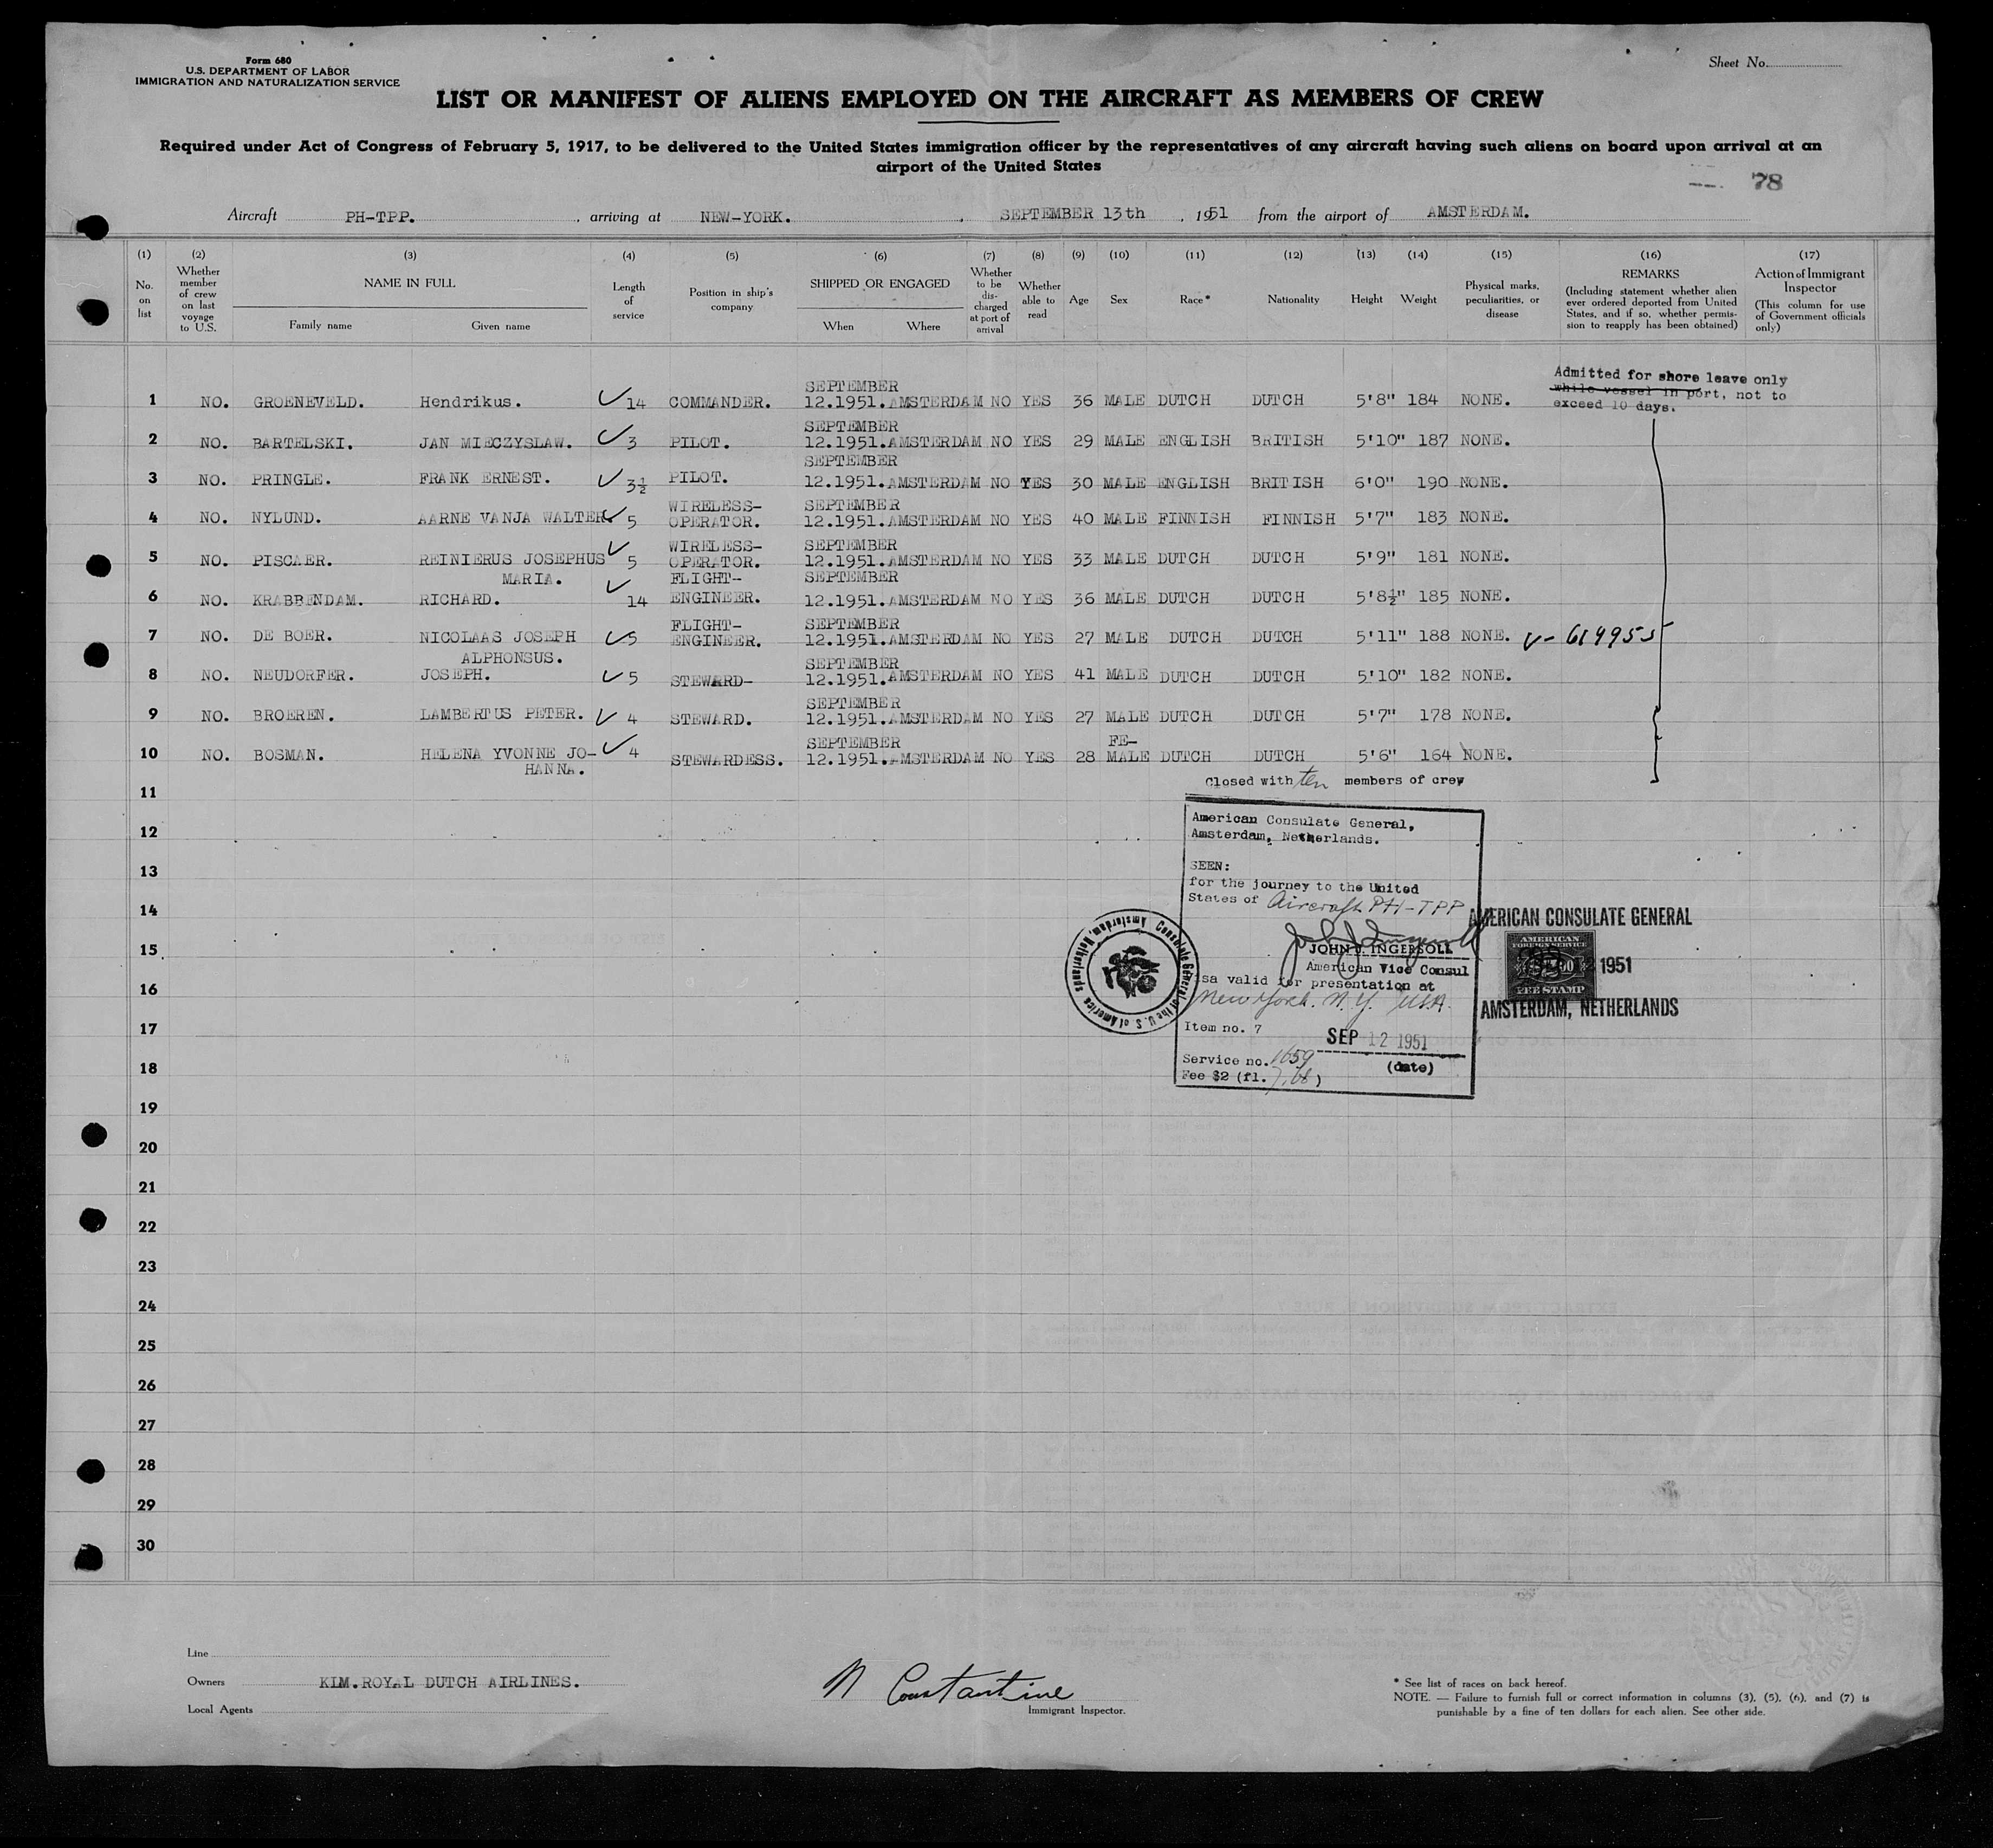 Form 680
U.S. DEPARTMENT OF LABOR
IMMIGRATION AND NATURALIZATION SERVICE
Sheet No.
LIST OR MANIFEST OF ALIENS EMPLOYED ON THE AIRCRAFT AS MEMBERS OF CREW
Required under Act of Congress of February 5, 1917, to be delivered to the United States immigration officer by the representatives of any aircraft having such aliens on board upon arrival at an
airport of the United States
78
Aircraft PH-TPP. , arriving at NEW-YORK. , SEPTEMBER 13th , 1951 from the airport of AMSTERDAM.
(1) (2) (3) (4) (5) (6) (7) (8) (9) (10) (11) (12) (13) (14) (15) (16) (17)
No. on list
Whether member of crew on last voyage to U.S.
NAME IN FULL
Family name Given name
Length of service
Position in ship's company
SHIPPED OR ENGAGED
When Where
Whether to be discharged at port of arrival
Whether able to read
Age
Sex
Race*
Nationality
Height
Weight
Physical marks, peculiarities, or disease
REMARKS
(Including statement whether alien ever ordered deported from United States, and if so, whether permission to reapply has been obtained)
Action of Immigrant Inspector
(This column for use of Government officials only)
Admitted for shore leave only
while vessel in port, not to
exceed 10 days.
1 NO. GROENEVELD. Hendrikus. 14 COMMANDER. SEPTEMBER 12.1951. AMSTERDAM NO YES 36 MALE DUTCH DUTCH 5'8" 184 NONE.
2 NO. BARTELSKI. JAN MIECZYSLAW. 3 PILOT. SEPTEMBER 12.1951. AMSTERDAM NO YES 29 MALE ENGLISH BRITISH 5'10" 187 NONE.
3 NO. PRINGLE. FRANK ERNEST. 3½ PILOT. SEPTEMBER 12.1951. AMSTERDAM NO YES 30 MALE ENGLISH BRITISH 6'0" 190 NONE.
4 NO. NYLUND. AARNE VANJA WALTER. 5 WIRELESS-OPERATOR. SEPTEMBER 12.1951. AMSTERDAM NO YES 40 MALE FINNISH FINNISH 5'7" 183 NONE.
5 NO. PISCAER. REINIERUS JOSEPHUS MARIA. 5 WIRELESS-OPERATOR. SEPTEMBER 12.1951. AMSTERDAM NO YES 33 MALE DUTCH DUTCH 5'9" 181 NONE.
6 NO. KRABBENDAM. RICHARD. 14 FLIGHT-ENGINEER. SEPTEMBER 12.1951. AMSTERDAM NO YES 36 MALE DUTCH DUTCH 5'8½" 185 NONE.
7 NO. DE BOER. NICOLAAS JOSEPH ALPHONSUS. 5 FLIGHT-ENGINEER. SEPTEMBER 12.1951. AMSTERDAM NO YES 27 MALE DUTCH DUTCH 5'11" 188 NONE. V-614955
8 NO. NEUDORFER. JOSEPH. 5 STEWARD- SEPTEMBER 12.1951. AMSTERDAM NO YES 41 MALE DUTCH DUTCH 5'10" 182 NONE.
9 NO. BROEREN. LAMBERTUS PETER. 4 STEWARD. SEPTEMBER 12.1951. AMSTERDAM NO YES 27 MALE DUTCH DUTCH 5'7" 178 NONE.
10 NO. BOSMAN. HELENA YVONNE JO-HANNA. 4 STEWARDESS. SEPTEMBER 12.1951. AMSTERDAM NO YES 28 FE-MALE DUTCH DUTCH 5'6" 164 NONE.
Closed with ten members of crew
11
12
13
14
15
16
17
18
19
20
21
22
23
24
25
26
27
28
29
30
American Consulate General,
Amsterdam, Netherlands.
SEEN:
for the journey to the United
States of Aircraft PH-TPP
JOHN J. INGERSOLL
American Vice Consul
Visa valid for presentation at
New York. N.Y. USA.
Item no. 7
SEP 12 1951
(date)
Service no. 1659
Fee $2 (fl. 7,68)
Consulate General of the U.S. of America Amsterdam, Netherlands
AMERICAN CONSULATE GENERAL
AMERICAN
FOREIGN SERVICE
FEE STAMP
1951
AMSTERDAM, NETHERLANDS
Line
Owners KLM.ROYAL DUTCH AIRLINES.
Local Agents
N Constantine
Immigrant Inspector.
* See list of races on back hereof.
NOTE. — Failure to furnish full or correct information in columns (3), (5), (6), and (7) is
punishable by a fine of ten dollars for each alien. See other side.